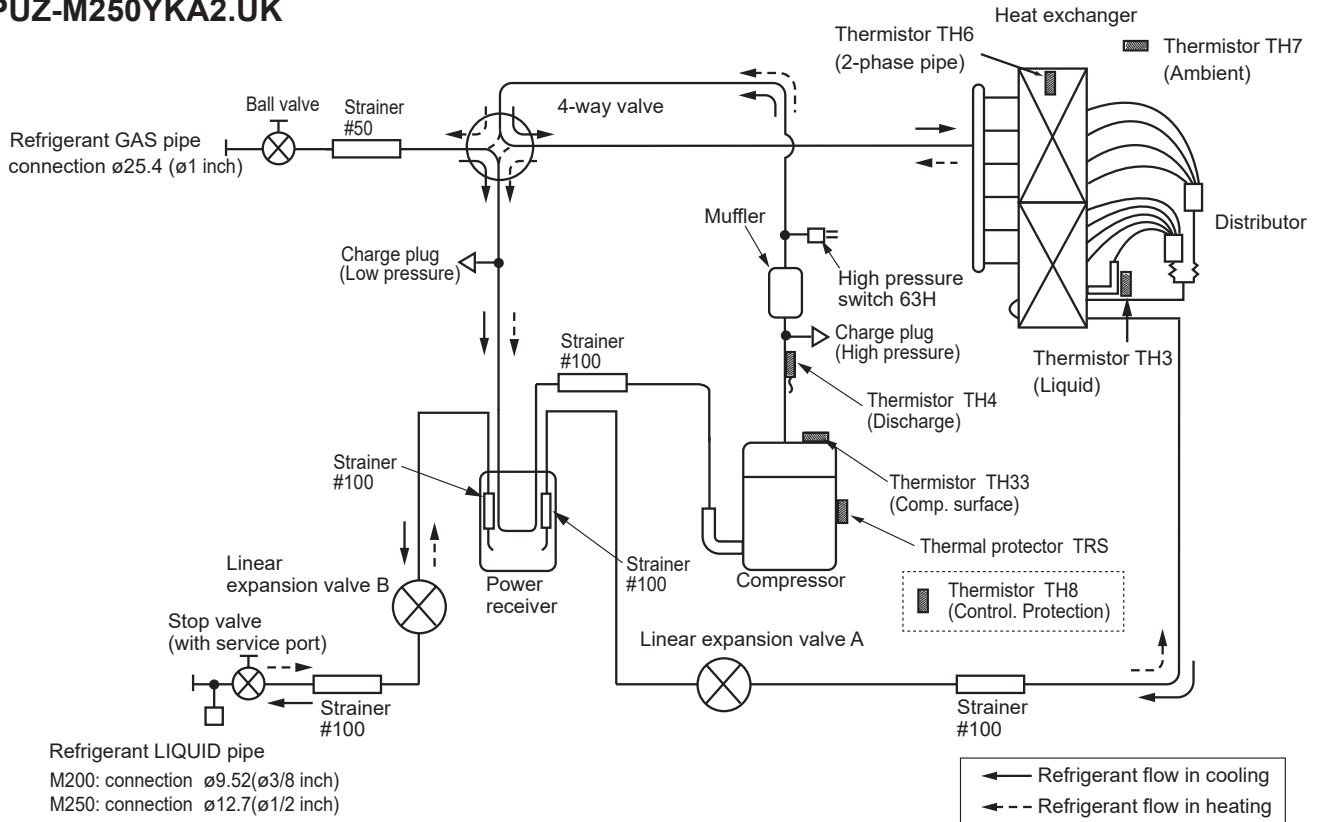 PUZ-M250YKA2.UK
Heat exchanger
Thermistor TH6
(2-phase pipe)
Thermistor TH7
(Ambient)
Ball valve
Strainer
#50
4-way valve
Refrigerant GAS pipe
connection ø25.4 (ø1 inch)
Muffler
Distributor
Charge plug
(Low pressure)
High pressure
switch 63H
Charge plug
(High pressure)
Strainer
#100
Thermistor TH3
(Liquid)
Thermistor TH4
(Discharge)
Strainer
#100
Thermistor TH33
(Comp. surface)
Strainer
#100
Thermal protector TRS
Linear
expansion valve B
Power
receiver
Compressor
Thermistor TH8
(Control. Protection)
Stop valve
(with service port)
Linear expansion valve A
Strainer
#100
Strainer
#100
Refrigerant LIQUID pipe
M200: connection ø9.52(ø3/8 inch)
M250: connection ø12.7(ø1/2 inch)
Refrigerant flow in cooling
Refrigerant flow in heating